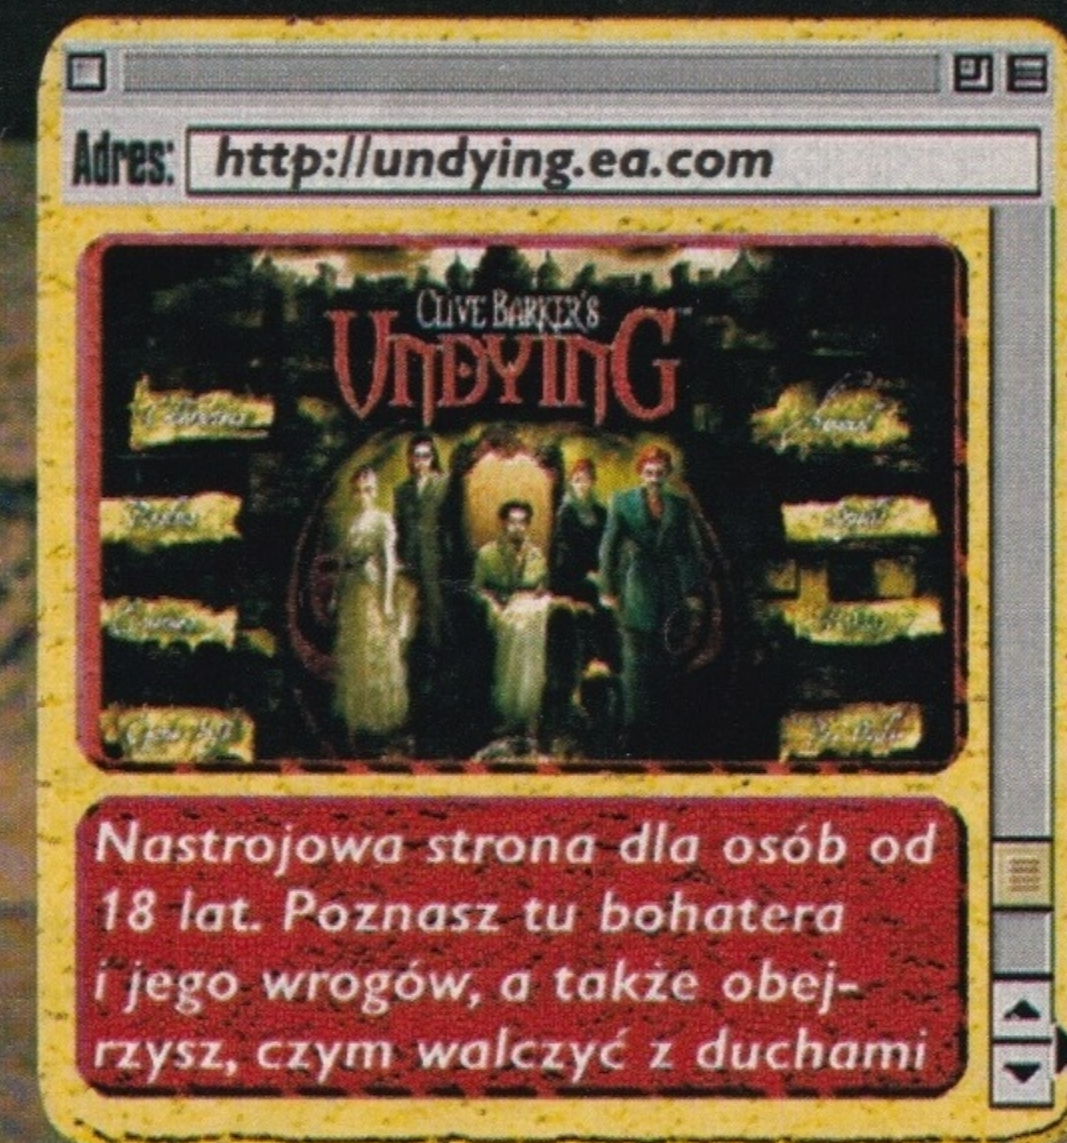 Adres: http://undying.ea.com
CLIVE BARKER'S
UNDYING
Nastrojowa strona dla osób od
18 lat. Poznasz tu bohatera
i jego wrogów, a także obej-
rzysz, czym walczyć z duchami